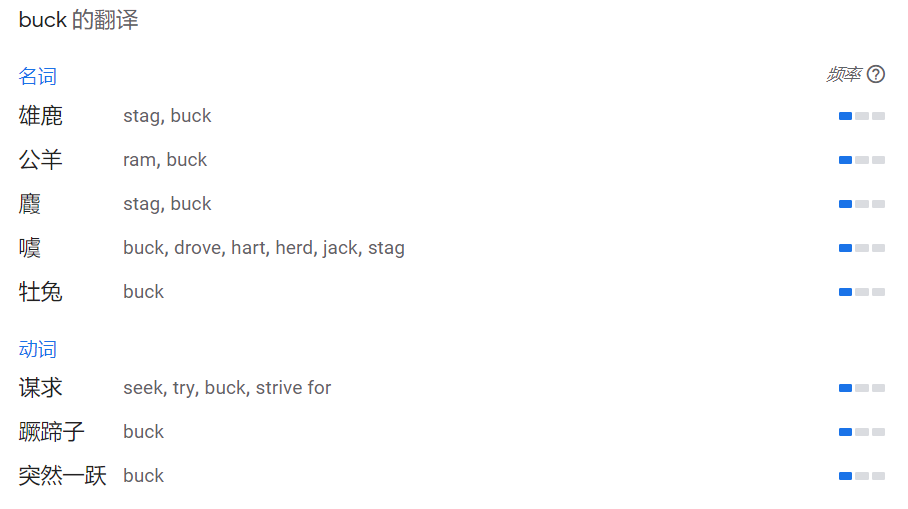 buck 的翻译
名词 频率
雄鹿 stag, buck
公羊 ram, buck
麚 stag, buck
噳 buck, drove, hart, herd, jack, stag
牡兔 buck
动词
谋求 seek, try, buck, strive for
蹶蹄子 buck
突然一跃 buck